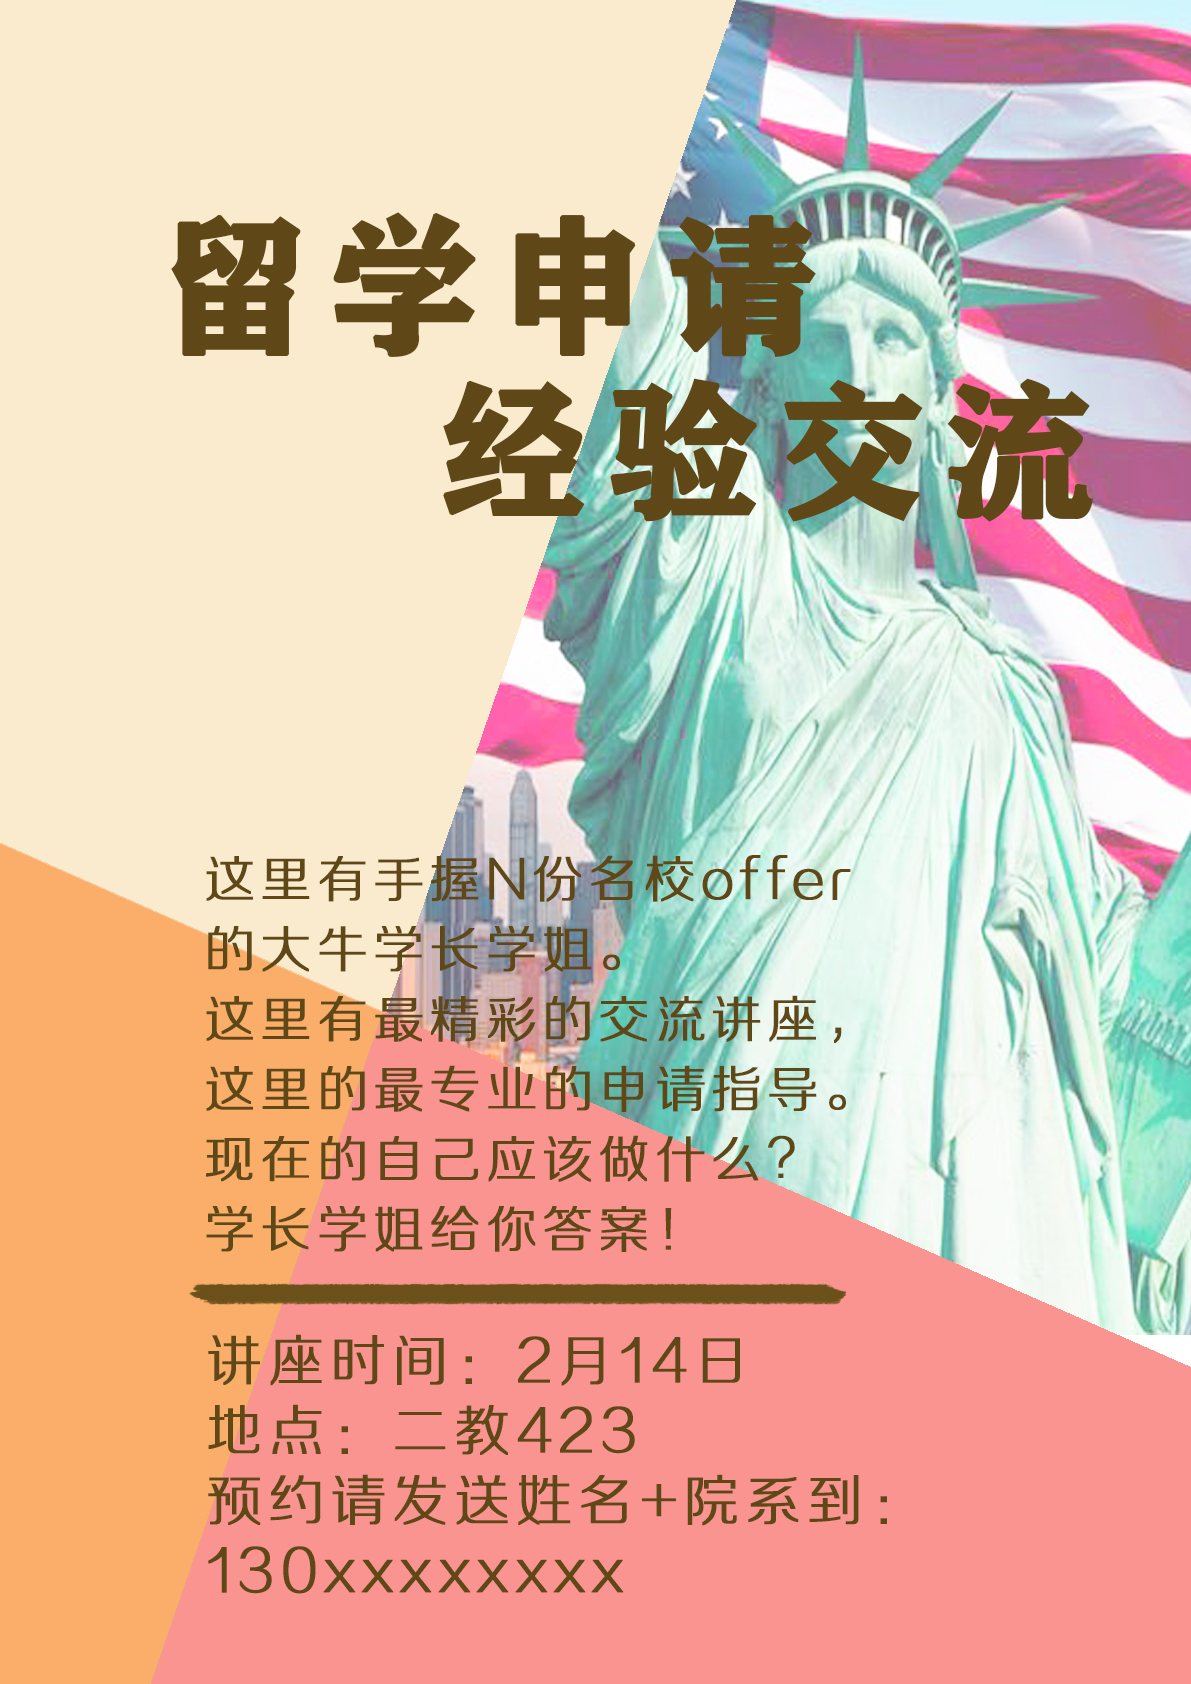 留学申请
经验交流
这里有手握N份名校offer
的大牛学长学姐。
这里有最精彩的交流讲座，
这里的最专业的申请指导。
现在的自己应该做什么？
学长学姐给你答案！
讲座时间：2月14日
地点：二教423
预约请发送姓名+院系到：
130xxxxxxxx